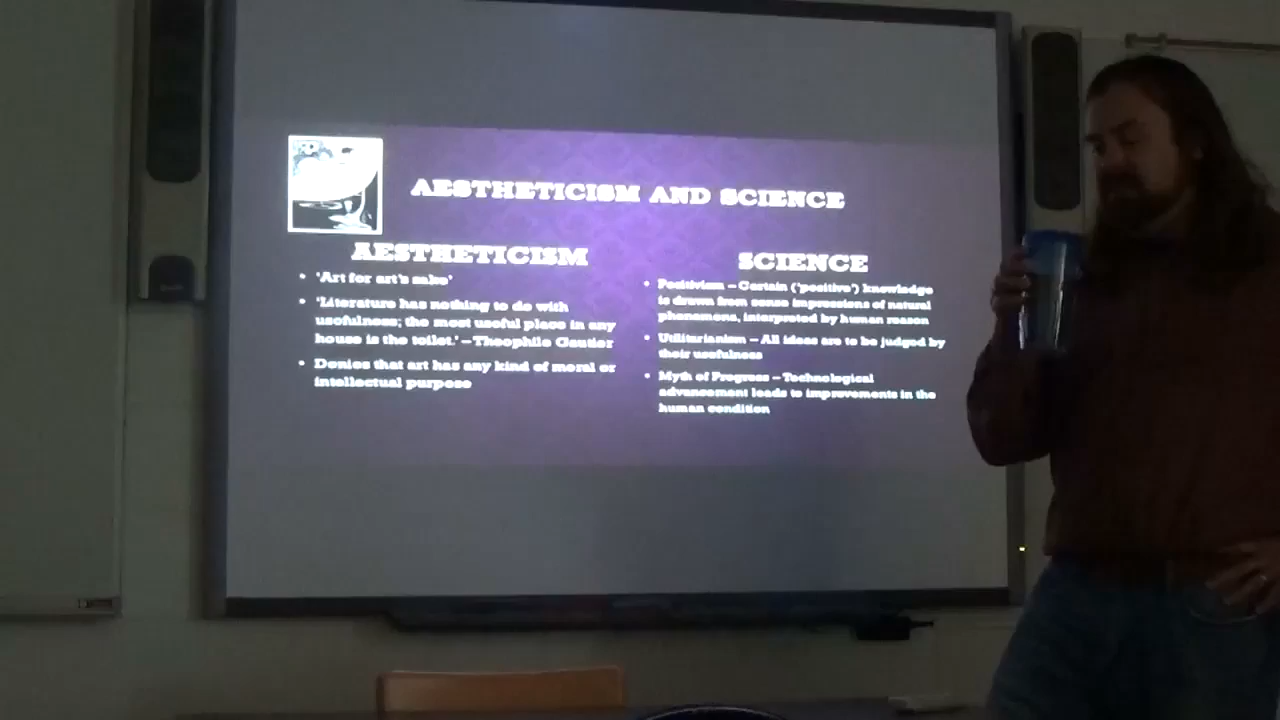 AESTHETICISM AND SCIENCE
AESTHETICISM
• 'Art for art's sake'
• 'Literature has nothing to do with
usefulness; the most useful place in any
house is the toilet.' – Theophile Gautier
• Denies that art has any kind of moral or
intellectual purpose
SCIENCE
• Positivism – Certain ('positive') knowledge
is drawn from sense impressions of natural
phenomena, interpreted by human reason
• Utilitarianism – All ideas are to be judged by
their usefulness
• Myth of Progress – Technological
advancement leads to improvements in the
human condition